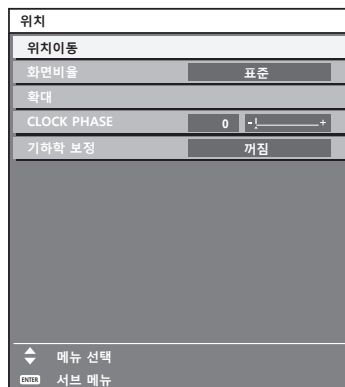 위치
위치이동
화면비율 표준
확대
CLOCK PHASE 0 - +
기하학 보정 꺼짐
메뉴 선택
ENTER 서브 메뉴